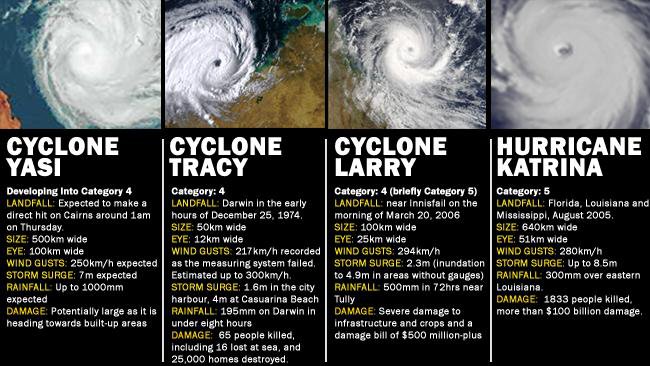 CYCLONE
YASI
Developing into Category 4
LANDFALL: Expected to make a
direct hit on Cairns around 1am
on Thursday.
SIZE: 500km wide
EYE: 100km wide
WIND GUSTS: 250km/h expected
STORM SURGE: 7m expected
RAINFALL: Up to 1000mm
expected
DAMAGE: Potentially large as it is
heading towards built-up areas
CYCLONE
TRACY
Category: 4
LANDFALL: Darwin in the early
hours of December 25, 1974.
SIZE: 50km wide
EYE: 12km wide
WIND GUSTS: 217km/h recorded
as the measuring system failed.
Estimated up to 300km/h.
STORM SURGE: 1.6m in the city
harbour, 4m at Casuarina Beach
RAINFALL: 195mm on Darwin in
under eight hours
DAMAGE: 65 people killed,
including 16 lost at sea, and
25,000 homes destroyed.
CYCLONE
LARRY
Category: 4 (briefly Category 5)
LANDFALL: near Innisfail on the
morning of March 20, 2006
SIZE: 100km wide
EYE: 25km wide
WIND GUSTS: 294km/h
STORM SURGE: 2.3m (inundation
to 4.9m in areas without gauges)
RAINFALL: 500mm in 72hrs near
Tully
DAMAGE: Severe damage to
infrastructure and crops and a
damage bill of $500 million-plus
HURRICANE
KATRINA
Category: 5
LANDFALL: Florida, Louisiana and
Mississippi, August 2005.
SIZE: 640km wide
EYE: 51km wide
WIND GUSTS: 280km/h
STORM SURGE: Up to 8.5m
RAINFALL: 300mm over eastern
Louisiana.
DAMAGE: 1833 people killed,
more than $100 billion damage.